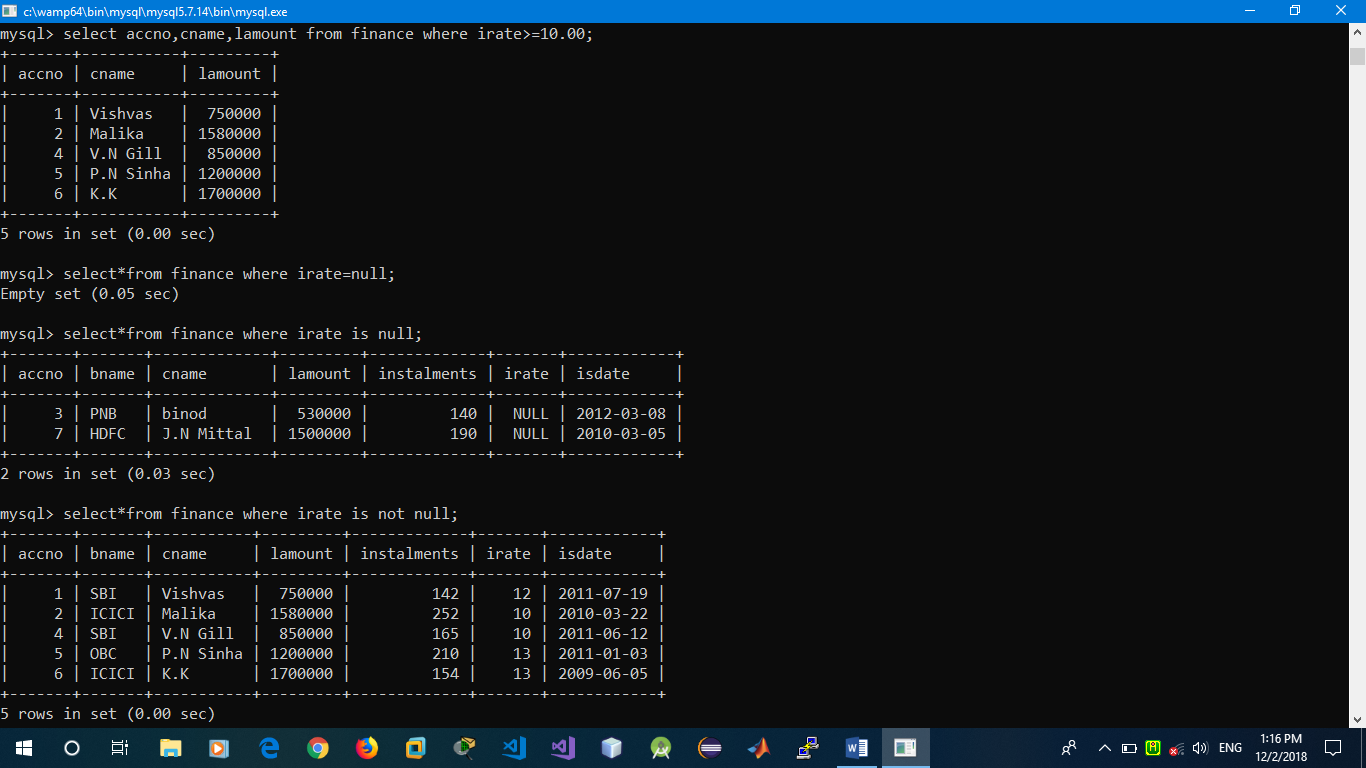 c:\wamp64\bin\mysql\mysql5.7.14\bin\mysql.exe
mysql> select accno,cname,lamount from finance where irate>=10.00;
+-------+-----------+---------+
| accno | cname     | lamount |
+-------+-----------+---------+
|     1 | Vishvas   |  750000 |
|     2 | Malika    | 1580000 |
|     4 | V.N Gill  |  850000 |
|     5 | P.N Sinha | 1200000 |
|     6 | K.K       | 1700000 |
+-------+-----------+---------+
5 rows in set (0.00 sec)
mysql> select*from finance where irate=null;
Empty set (0.05 sec)
mysql> select*from finance where irate is null;
+-------+-------+-------------+---------+-------------+-------+------------+
| accno | bname | cname       | lamount | instalments | irate | isdate     |
+-------+-------+-------------+---------+-------------+-------+------------+
|     3 | PNB   | binod       |  530000 |         140 |  NULL | 2012-03-08 |
|     7 | HDFC  | J.N Mittal  | 1500000 |         190 |  NULL | 2010-03-05 |
+-------+-------+-------------+---------+-------------+-------+------------+
2 rows in set (0.03 sec)
mysql> select*from finance where irate is not null;
+-------+-------+-----------+---------+-------------+-------+------------+
| accno | bname | cname     | lamount | instalments | irate | isdate     |
+-------+-------+-----------+---------+-------------+-------+------------+
|     1 | SBI   | Vishvas   |  750000 |         142 |    12 | 2011-07-19 |
|     2 | ICICI | Malika    | 1580000 |         252 |    10 | 2010-03-22 |
|     4 | SBI   | V.N Gill  |  850000 |         165 |    10 | 2011-06-12 |
|     5 | OBC   | P.N Sinha | 1200000 |         210 |    13 | 2011-01-03 |
|     6 | ICICI | K.K       | 1700000 |         154 |    13 | 2009-06-05 |
+-------+-------+-----------+---------+-------------+-------+------------+
5 rows in set (0.00 sec)
ENG
1:16 PM
12/2/2018